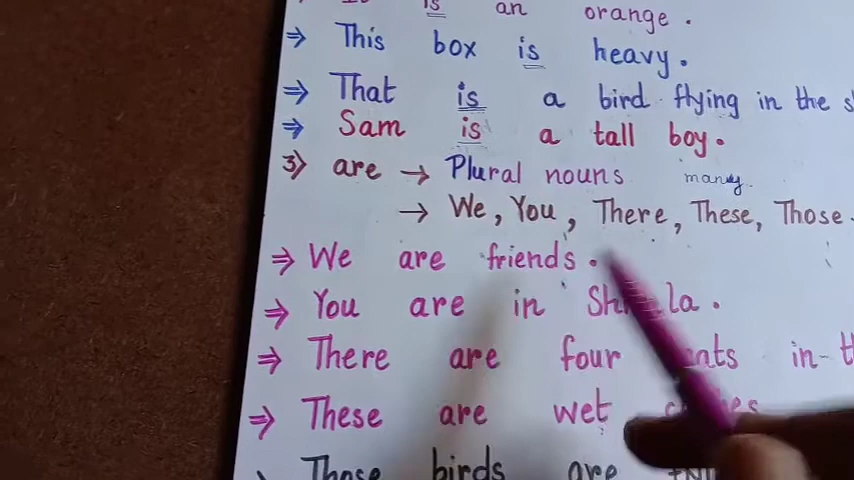 is an orange.
⇒ This box is heavy.
⇒ That is a bird flying in the
⇒ Sam is a tall boy.
3) are → Plural nouns many.
→ We, You, There, These, Those.
⇒ We are friends.
⇒ You are in
⇒ There are four in
⇒ These are wet
Those birds are